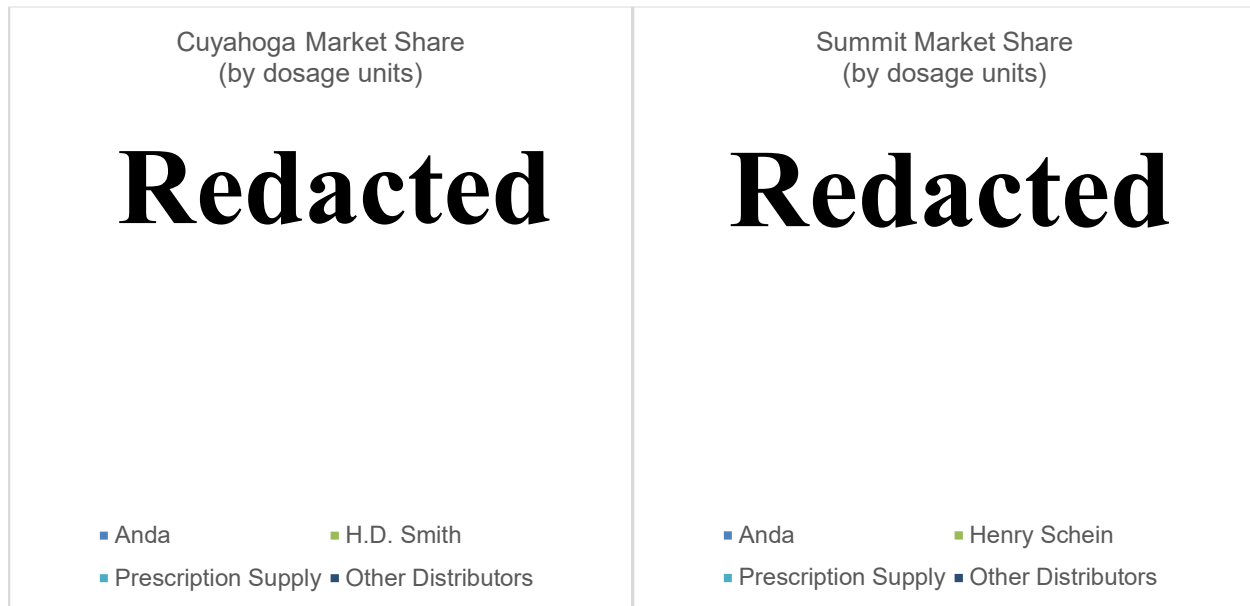 Cuyahoga Market Share
(by dosage units)
Redacted
Anda
H.D. Smith
Prescription Supply
Other Distributors
Summit Market Share
(by dosage units)
Redacted
Anda
Henry Schein
Prescription Supply
Other Distributors